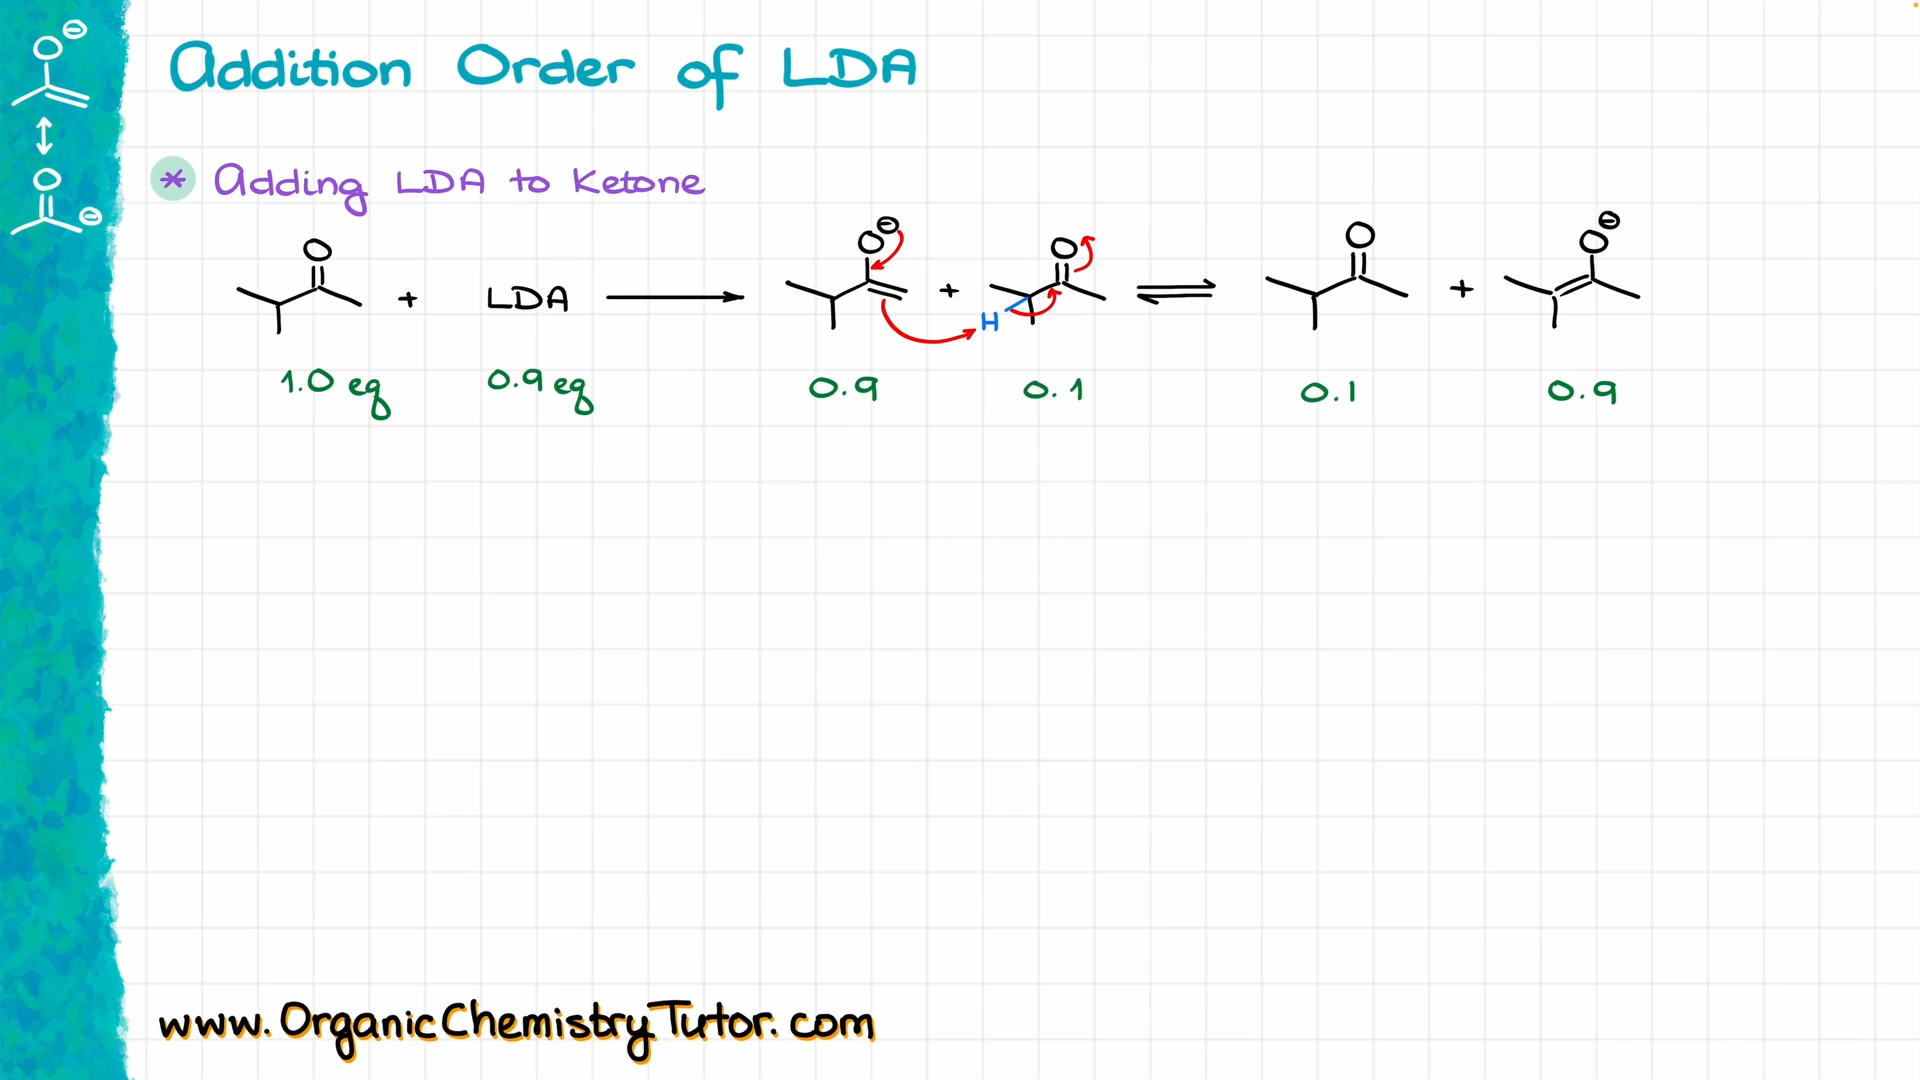 Addition Order of LDA
* Adding LDA to Ketone
O⊖
O
⊖
O + LDA O⊖ + O H O + O⊖
1.0 eq 0.9 eq 0.9 0.1 0.1 0.9
www.OrganicChemistryTutor.com